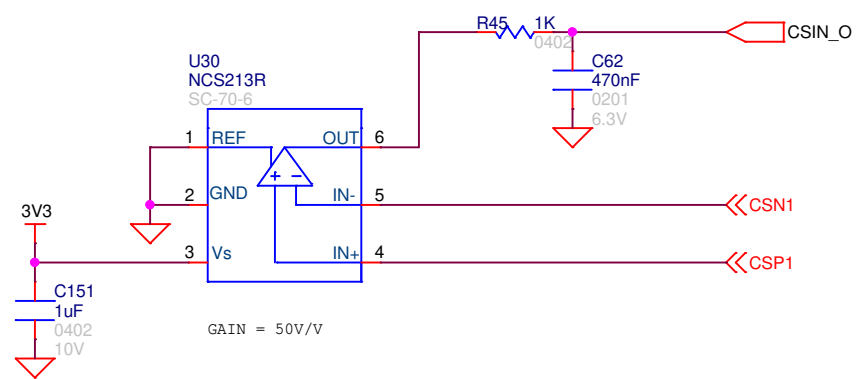 R45 1K
0402
CSIN_O
C62
470nF
0201
6.3V
U30
NCS213R
SC-70-6
1 REF OUT 6
+ −
2 GND IN- 5
CSN1
3V3
3 Vs IN+ 4
CSP1
C151
1uF
0402
10V
GAIN = 50V/V